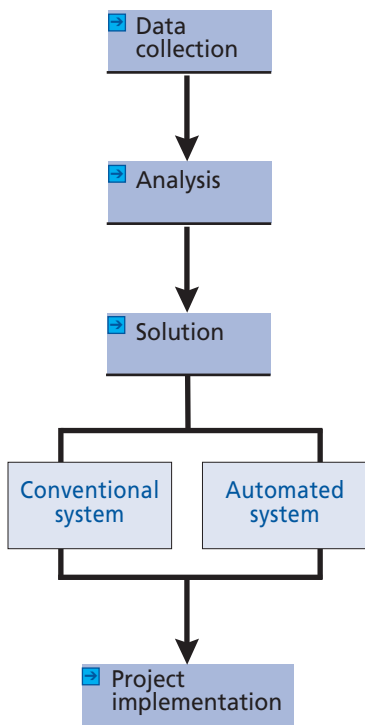 Data
collection
Analysis
Solution
Conventional
system
Automated
system
Project
implementation